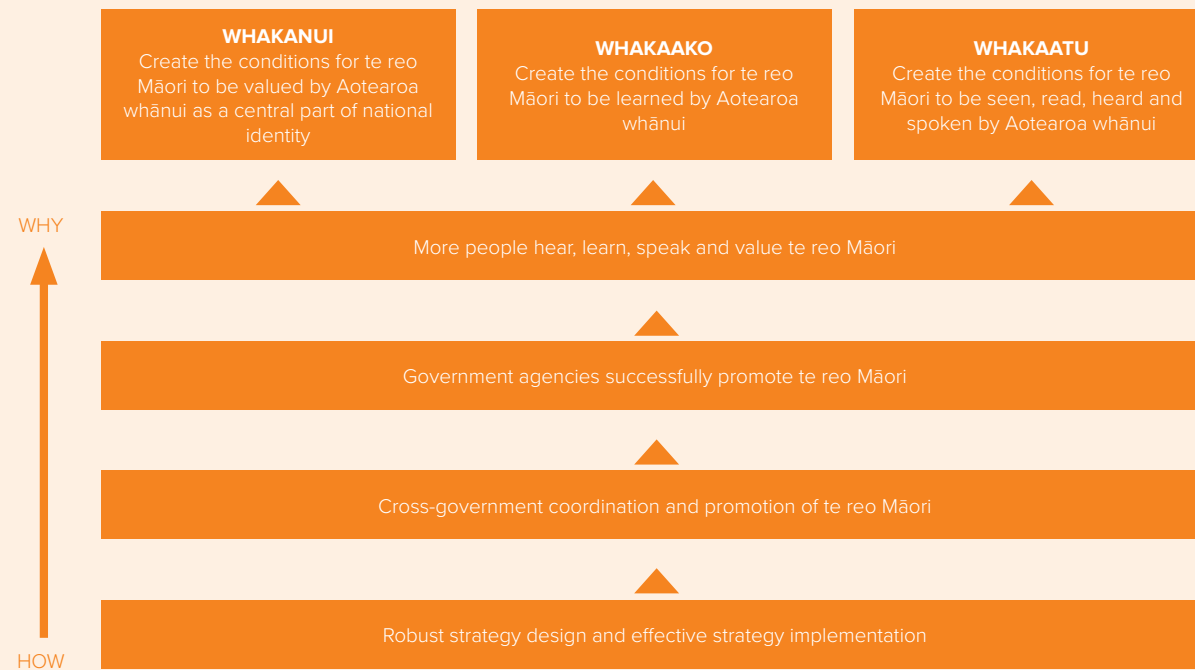 WHAKANUI
Create the conditions for te reo
Māori to be valued by Aotearoa
whānui as a central part of national
identity
WHAKAAKO
Create the conditions for te reo
Māori to be learned by Aotearoa
whānui
WHAKAATU
Create the conditions for te reo
Māori to be seen, read, heard and
spoken by Aotearoa whānui
WHY
More people hear, learn, speak and value te reo Māori
Government agencies successfully promote te reo Māori
Cross-government coordination and promotion of te reo Māori
Robust strategy design and effective strategy implementation
HOW